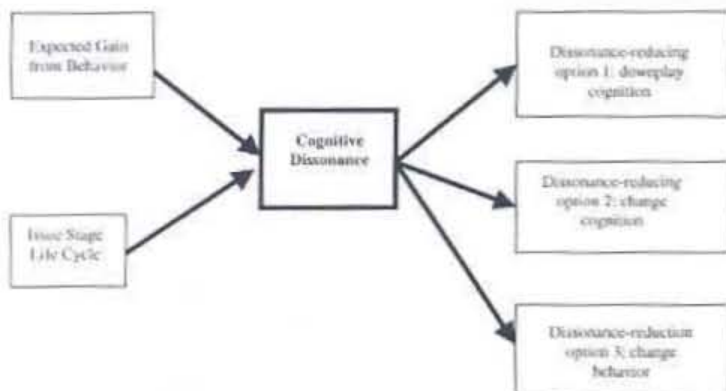 Expected Gain
from Behavior
Issue Stage
Life Cycle
Cognitive
Dissonance
Dissonance-reducing
option 1: downplay
cognition
Dissonance-reducing
option 2: change
cognition
Dissonance-reduction
option 3: change
behavior